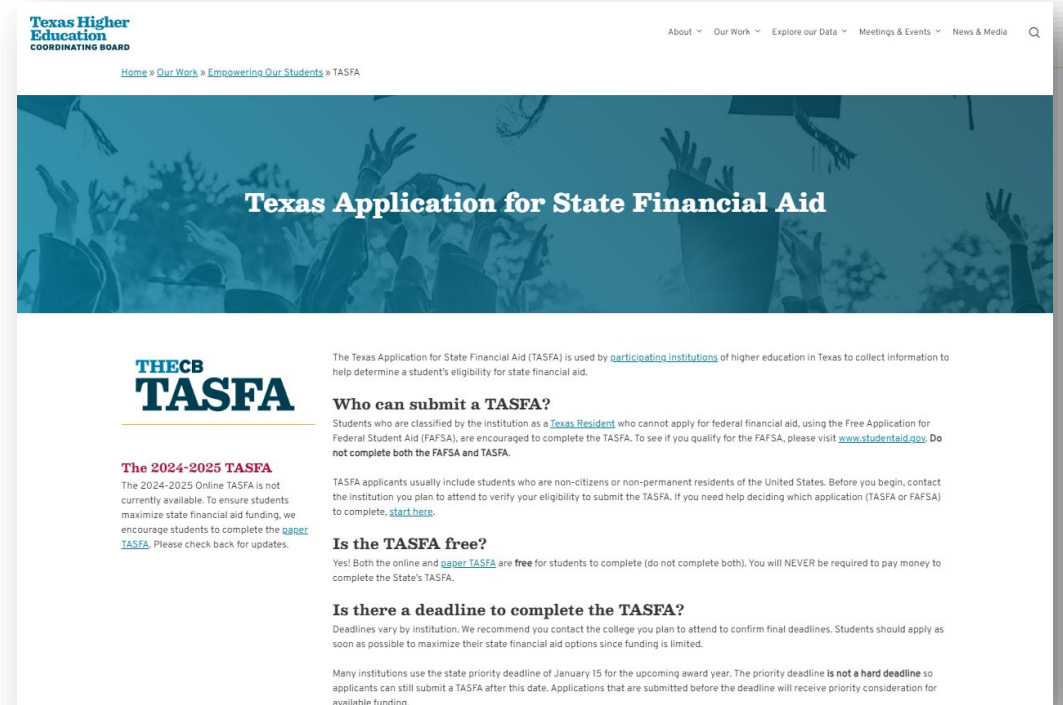 Texas Higher
Education
COORDINATING BOARD
About
Our Work
Explore our Data
Meetings & Events
News & Media
Home » Our Work » Empowering Our Students » TASFA
Texas Application for State Financial Aid
THECB
TASFA
The 2024-2025 TASFA
The 2024-2025 Online TASFA is not
currently available. To ensure students
maximize state financial aid funding, we
encourage students to complete the paper
TASFA. Please check back for updates.
The Texas Application for State Financial Aid (TASFA) is used by participating institutions of higher education in Texas to collect information to
help determine a student's eligibility for state financial aid.
Who can submit a TASFA?
Students who are classified by the institution as a Texas Resident who cannot apply for federal financial aid, using the Free Application for
Federal Student Aid (FAFSA), are encouraged to complete the TASFA. To see if you qualify for the FAFSA, please visit www.studentaid.gov. Do
not complete both the FAFSA and TASFA.
TASFA applicants usually include students who are non-citizens or non-permanent residents of the United States. Before you begin, contact
the institution you plan to attend to verify your eligibility to submit the TASFA. If you need help deciding which application (TASFA or FAFSA)
to complete, start here.
Is the TASFA free?
Yes! Both the online and paper TASFA are free for students to complete (do not complete both). You will NEVER be required to pay money to
complete the State's TASFA.
Is there a deadline to complete the TASFA?
Deadlines vary by institution. We recommend you contact the college you plan to attend to confirm final deadlines. Students should apply as
soon as possible to maximize their state financial aid options since funding is limited.
Many institutions use the state priority deadline of January 15 for the upcoming award year. The priority deadline is not a hard deadline so
applicants can still submit a TASFA after this date. Applications that are submitted before the deadline will receive priority consideration for
available funding.